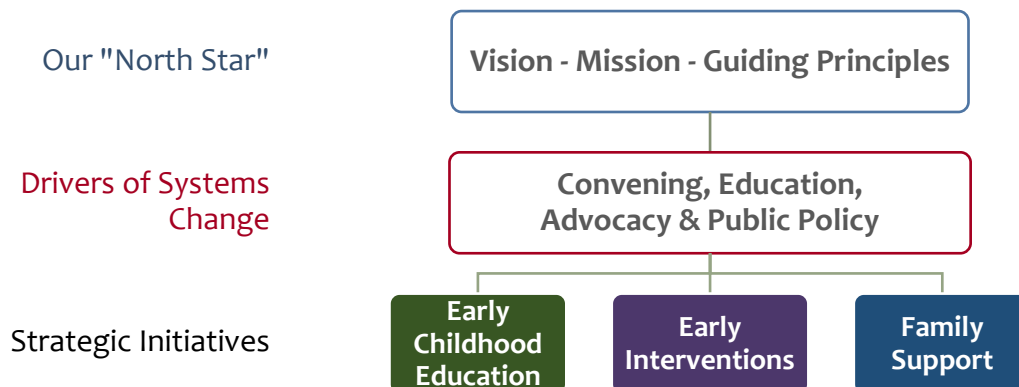 Our "North Star"
Vision - Mission - Guiding Principles
Drivers of Systems
Change
Convening, Education,
Advocacy & Public Policy
Strategic Initiatives
Early
Childhood
Education
Early
Interventions
Family
Support